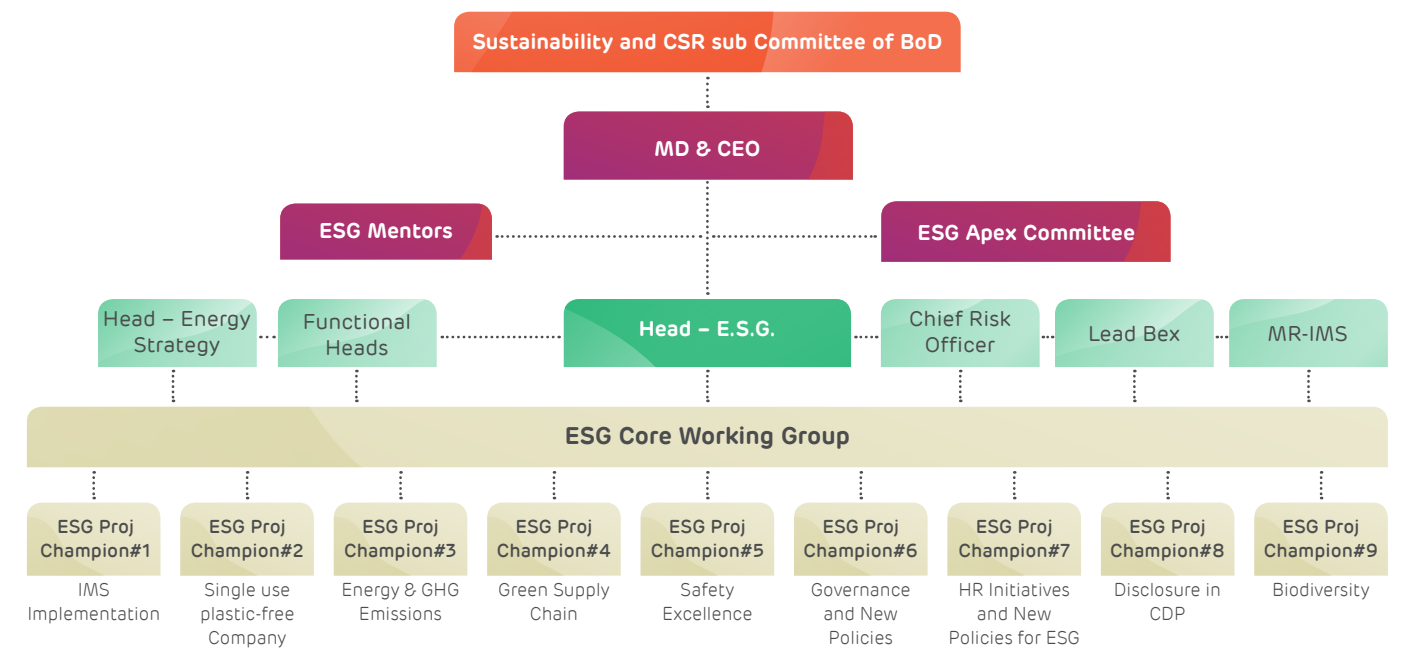 Sustainability and CSR sub Committee of BoD
MD & CEO
ESG Mentors
ESG Apex Committee
Head – Energy
Strategy
Functional
Heads
Head – E.S.G.
Chief Risk
Officer
Lead Bex
MR-IMS
ESG Core Working Group
ESG Proj
Champion#1
IMS
Implementation
ESG Proj
Champion#2
Single use
plastic-free
Company
ESG Proj
Champion#3
Energy & GHG
Emissions
ESG Proj
Champion#4
Green Supply
Chain
ESG Proj
Champion#5
Safety
Excellence
ESG Proj
Champion#6
Governance
and New
Policies
ESG Proj
Champion#7
HR Initiatives
and New
Policies for ESG
ESG Proj
Champion#8
Disclosure in
CDP
ESG Proj
Champion#9
Biodiversity